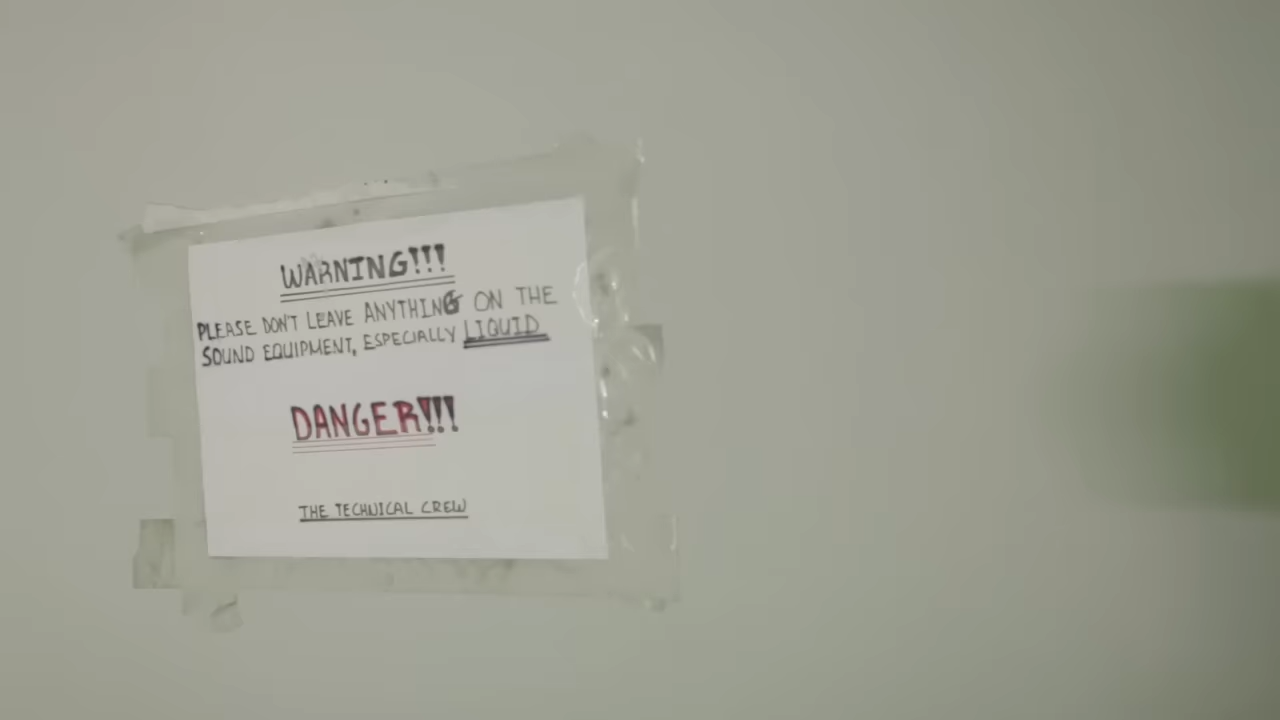 WARNING!!!
PLEASE DON'T LEAVE ANYTHING ON THE
SOUND EQUIPMENT, ESPECIALLY LIQUID
DANGER!!!
THE TECHNICAL CREW